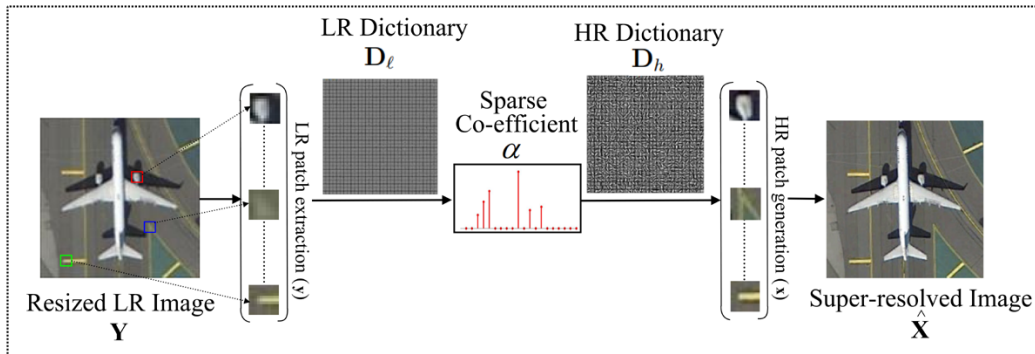 LR Dictionary
D_ℓ
HR Dictionary
D_h
Sparse
Co-efficient
α
LR patch extraction (y)
HR patch generation (x)
Resized LR Image
Y
Super-resolved Image
X̂